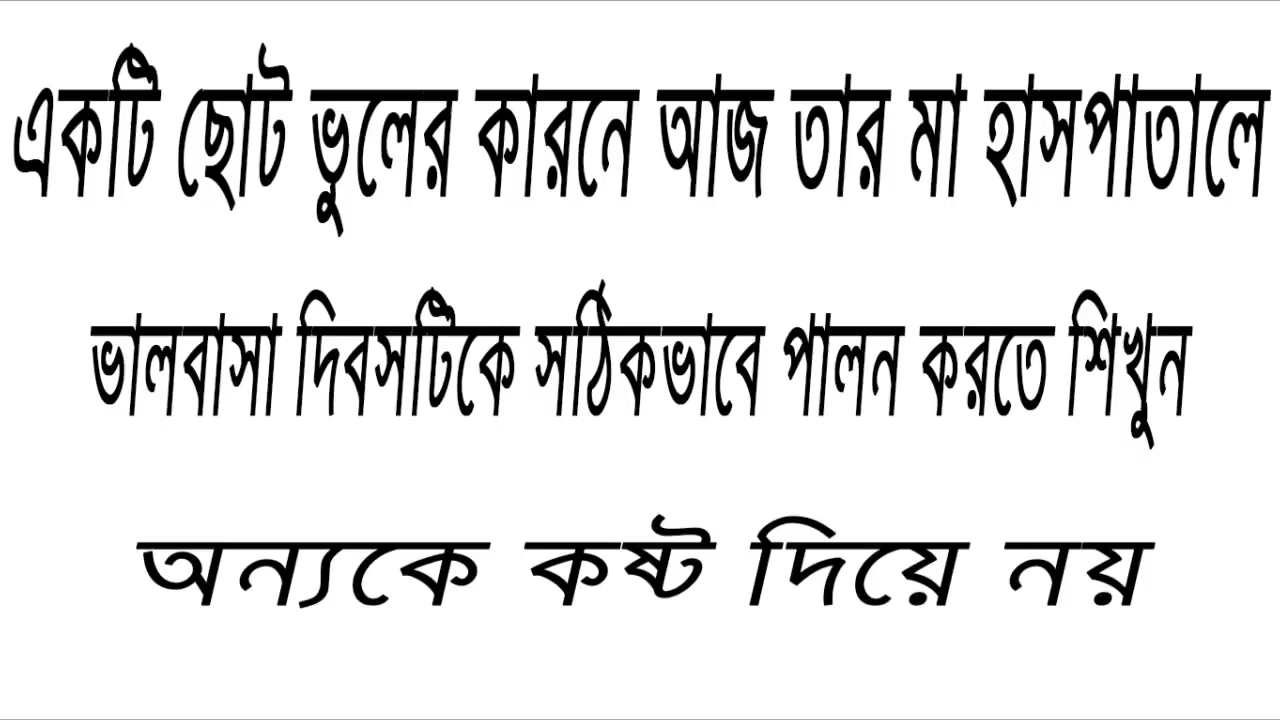 একটি ছোট ভুলের কারনে আজ তার মা হাসপাতালে
ভালবাসা দিবসটিকে সঠিকভাবে পালন করতে শিখুন
অন্যকে কষ্ট দিয়ে নয়